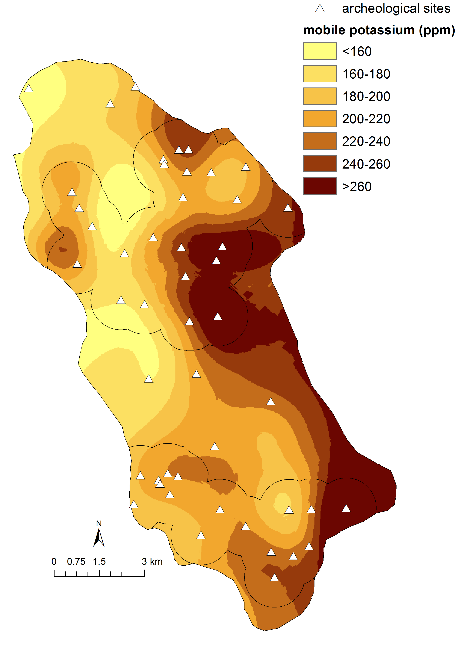 archeological sites
mobile potassium (ppm)
<160
160-180
180-200
200-220
220-240
240-260
>260
N
0 0.75 1.5 3 km